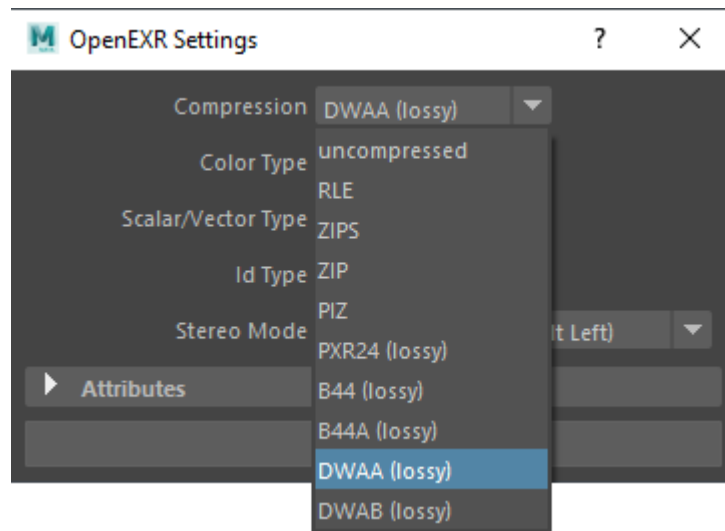 OpenEXR Settings ? ×
Compression DWAA (lossy)
uncompressed
Color Type
RLE
Scalar/Vector Type
ZIPS
Id Type ZIP
PIZ
Stereo Mode lt Left)
PXR24 (lossy)
Attributes B44 (lossy)
B44A (lossy)
DWAA (lossy)
DWAB (lossy)